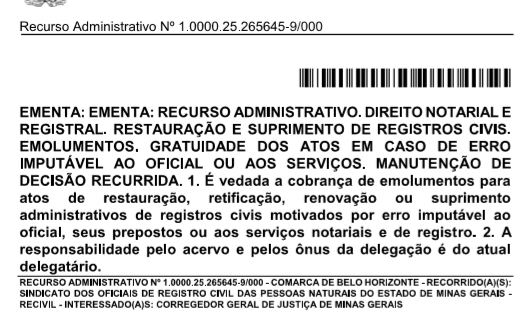 Recurso Administrativo Nº 1.0000.25.265645-9/000
EMENTA: EMENTA: RECURSO ADMINISTRATIVO. DIREITO NOTARIAL E
REGISTRAL. RESTAURAÇÃO E SUPRIMENTO DE REGISTROS CIVIS.
EMOLUMENTOS. GRATUIDADE DOS ATOS EM CASO DE ERRO
IMPUTÁVEL AO OFICIAL OU AOS SERVIÇOS. MANUTENÇÃO DE
DECISÃO RECURRIDA. 1. É vedada a cobrança de emolumentos para
atos de restauração, retificação, renovação ou suprimento
administrativos de registros civis motivados por erro imputável ao
oficial, seus prepostos ou aos serviços notariais e de registro. 2. A
responsabilidade pelo acervo e pelos ônus da delegação é do atual
delegatário.
RECURSO ADMINISTRATIVO Nº 1.0000.25.265645-9/000 - COMARCA DE BELO HORIZONTE - RECORRIDO(A)(S):
SINDICATO DOS OFICIAIS DE REGISTRO CIVIL DAS PESSOAS NATURAIS DO ESTADO DE MINAS GERAIS -
RECIVIL - INTERESSADO(A)S: CORREGEDOR GERAL DE JUSTIÇA DE MINAS GERAIS